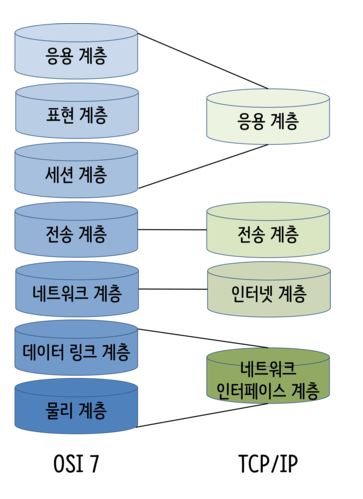 응용 계층
표현 계층
세션 계층
전송 계층
네트워크 계층
데이터 링크 계층
물리 계층
OSI 7
응용 계층
전송 계층
인터넷 계층
네트워크
인터페이스 계층
TCP/IP